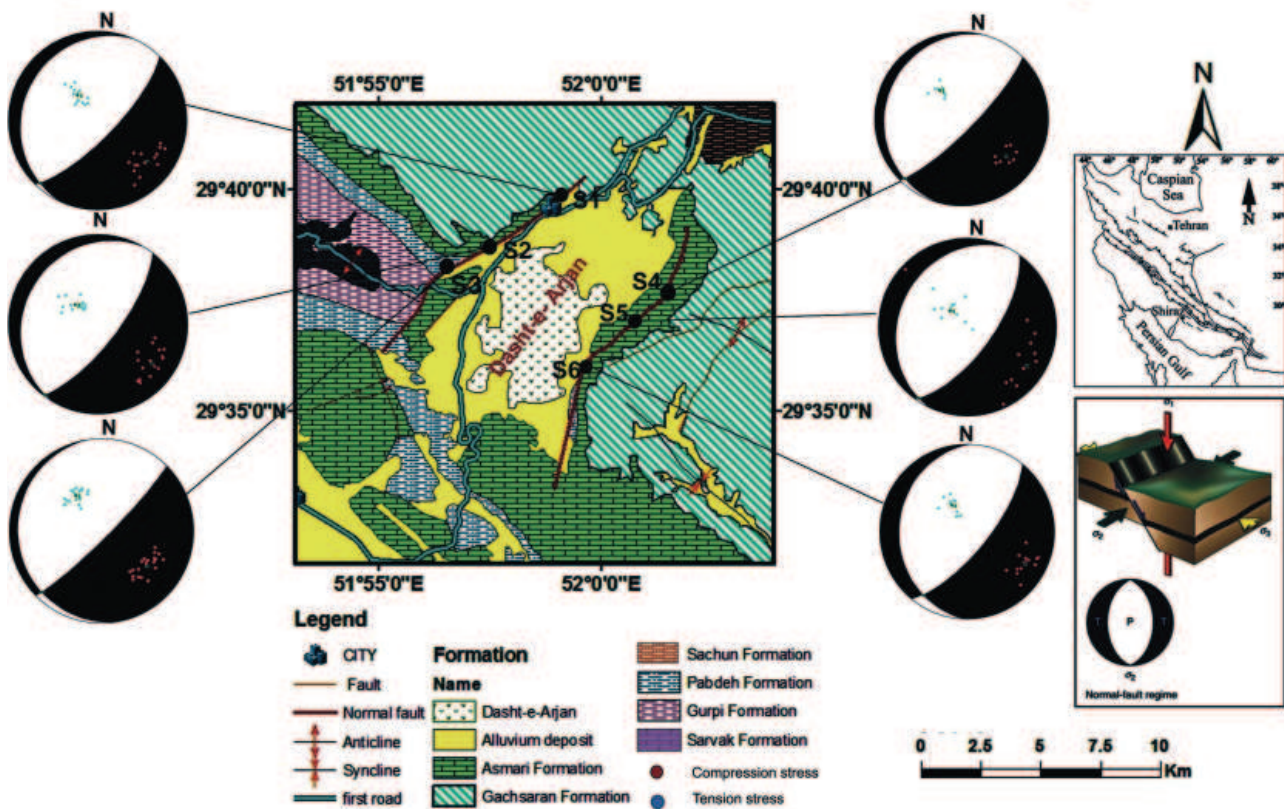 N
N
N
N
N
N
N
51°55'0"E
52°0'0"E
29°40'0"N
29°40'0"N
29°35'0"N
29°35'0"N
51°55'0"E
52°0'0"E
S1
S2
S3
S4
S5
S6
Dasht-e- Arjan
Caspian
Sea
N
Tehran
Shiraz
Persian Gulf
σ1
σ2
σ3
T P T
σ2
Normal-fault regime
Legend
CITY
Fault
Normal fault
Anticline
Syncline
first road
Formation
Name
Dasht-e-Arjan
Alluvium deposit
Asmari Formation
Gachsaran Formation
Sachun Formation
Pabdeh Formation
Gurpi Formation
Sarvak Formation
Compression stress
Tension stress
0 2.5 5 7.5 10
Km